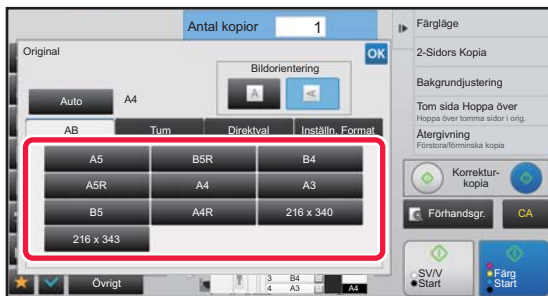 Antal kopior 1
Original
OK
Bildorientering
A A
Auto A4
AB Tum Direktval Inställn. Format
A5 B5R B4
A5R A4 A3
B5 A4R 216 x 340
216 x 343
Övrigt
3 B4
4 A3
A4
Färgläge
2-Sidors Kopia
Bakgrundjustering
Tom sida Hoppa över
Hoppa över tomma sidor i orig.
Återgivning
Förstora/förminska kopia
Korrektur-
kopia
Förhandsgr. CA
SV/V
Start
Färg
Start